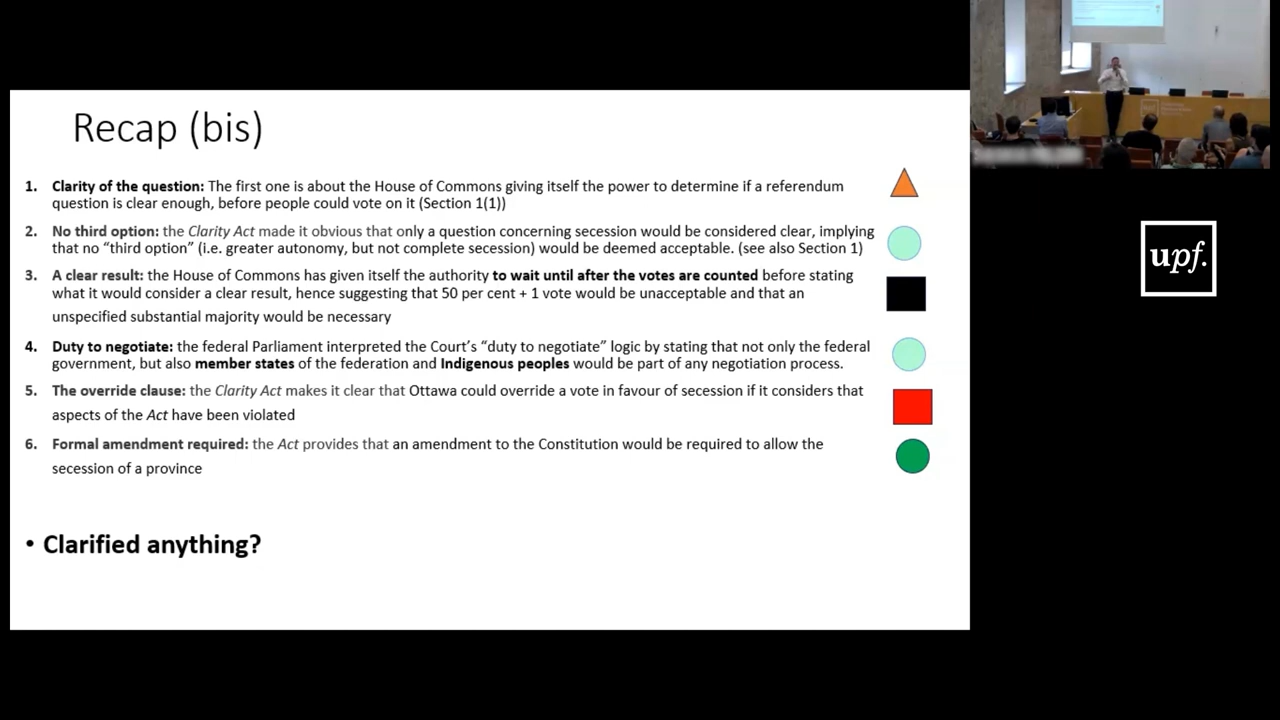 Recap (bis)
1. Clarity of the question: The first one is about the House of Commons giving itself the power to determine if a referendum
question is clear enough, before people could vote on it (Section 1(1))
2. No third option: the Clarity Act made it obvious that only a question concerning secession would be considered clear, implying
that no “third option” (i.e. greater autonomy, but not complete secession) would be deemed acceptable. (see also Section 1)
3. A clear result: the House of Commons has given itself the authority to wait until after the votes are counted before stating
what it would consider a clear result, hence suggesting that 50 per cent + 1 vote would be unacceptable and that an
unspecified substantial majority would be necessary
4. Duty to negotiate: the federal Parliament interpreted the Court’s “duty to negotiate” logic by stating that not only the federal
government, but also member states of the federation and Indigenous peoples would be part of any negotiation process.
5. The override clause: the Clarity Act makes it clear that Ottawa could override a vote in favour of secession if it considers that
aspects of the Act have been violated
6. Formal amendment required: the Act provides that an amendment to the Constitution would be required to allow the
secession of a province
• Clarified anything?
upf.